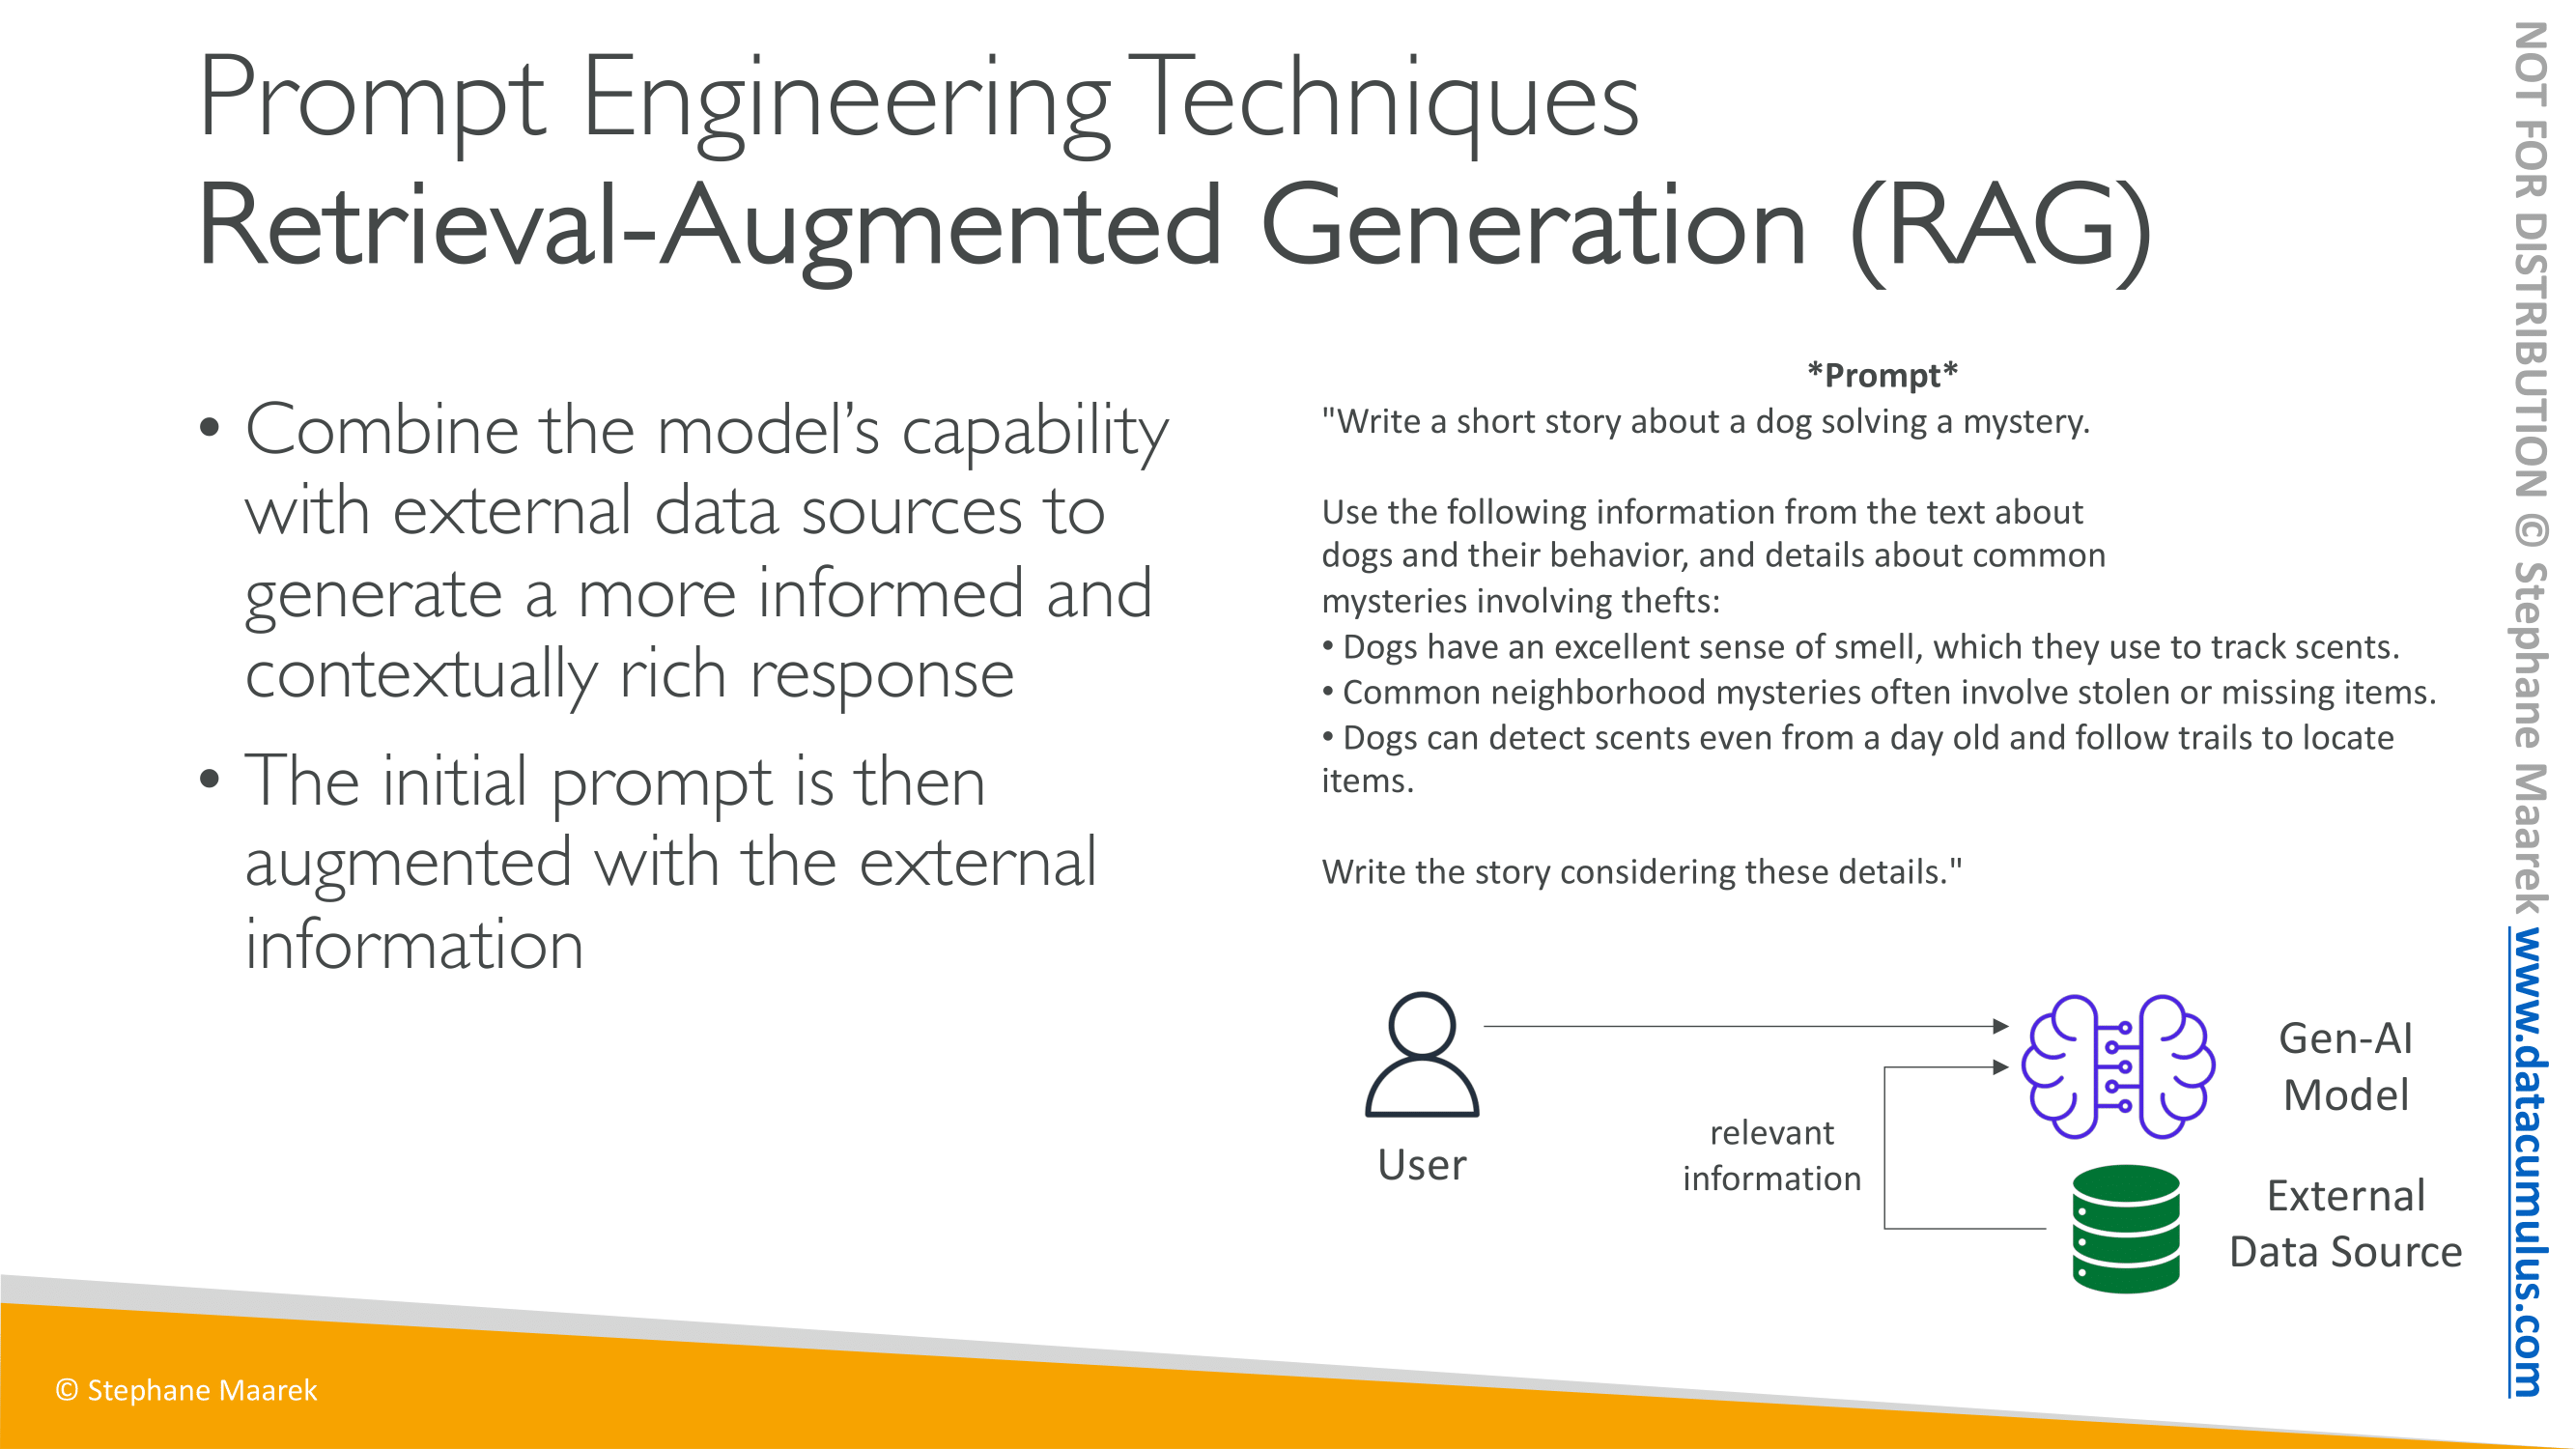 Prompt Engineering Techniques
Retrieval-Augmented Generation (RAG)
• Combine the model’s capability
with external data sources to
generate a more informed and
contextually rich response
• The initial prompt is then
augmented with the external
information
*Prompt*
"Write a short story about a dog solving a mystery.
Use the following information from the text about
dogs and their behavior, and details about common
mysteries involving thefts:
• Dogs have an excellent sense of smell, which they use to track scents.
• Common neighborhood mysteries often involve stolen or missing items.
• Dogs can detect scents even from a day old and follow trails to locate
items.
Write the story considering these details."
User
relevant
information
Gen-AI
Model
External
Data Source
© Stephane Maarek
NOT FOR DISTRIBUTION © Stephane Maarek www.datacumulus.com